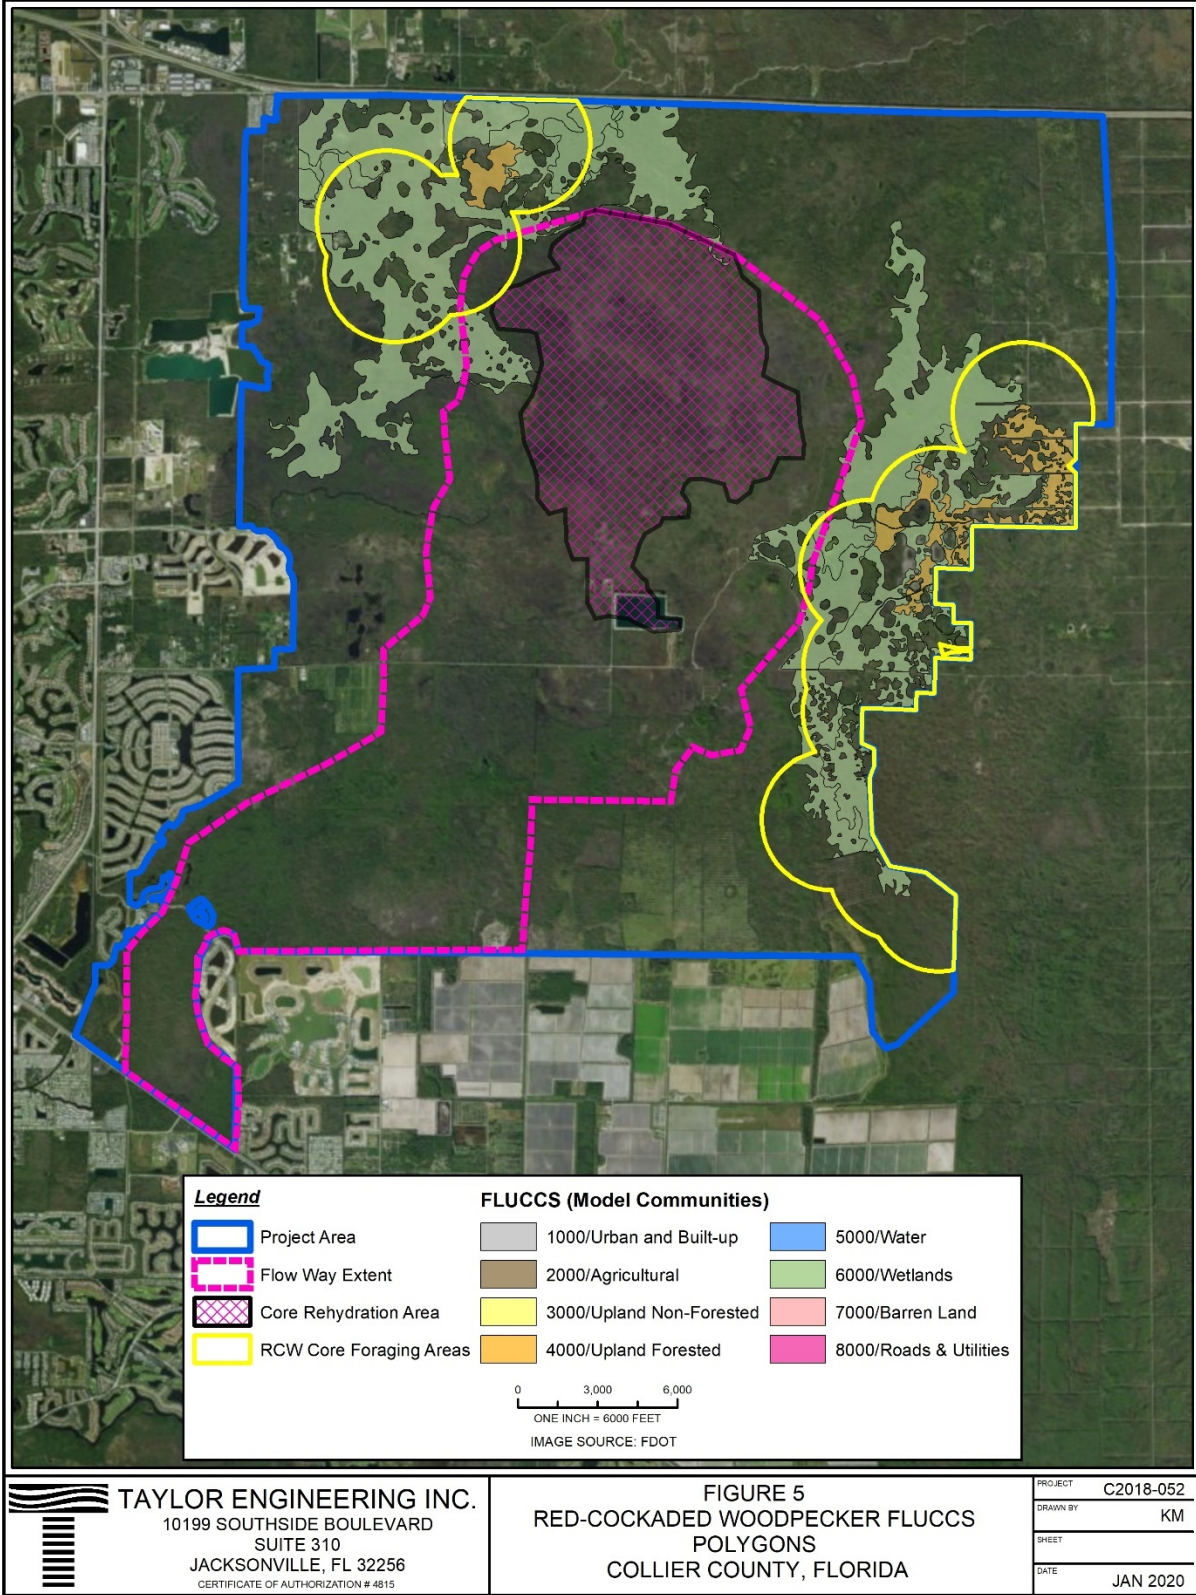 Legend
Project Area
Flow Way Extent
Core Rehydration Area
RCW Core Foraging Areas
FLUCCS (Model Communities)
1000/Urban and Built-up
2000/Agricultural
3000/Upland Non-Forested
4000/Upland Forested
5000/Water
6000/Wetlands
7000/Barren Land
8000/Roads & Utilities
0 3,000 6,000
ONE INCH = 6000 FEET
IMAGE SOURCE: FDOT
TAYLOR ENGINEERING INC.
10199 SOUTHSIDE BOULEVARD
SUITE 310
JACKSONVILLE, FL 32256
CERTIFICATE OF AUTHORIZATION # 4815
FIGURE 5
RED-COCKADED WOODPECKER FLUCCS
POLYGONS
COLLIER COUNTY, FLORIDA
PROJECT C2018-052
DRAWN BY KM
SHEET
DATE JAN 2020